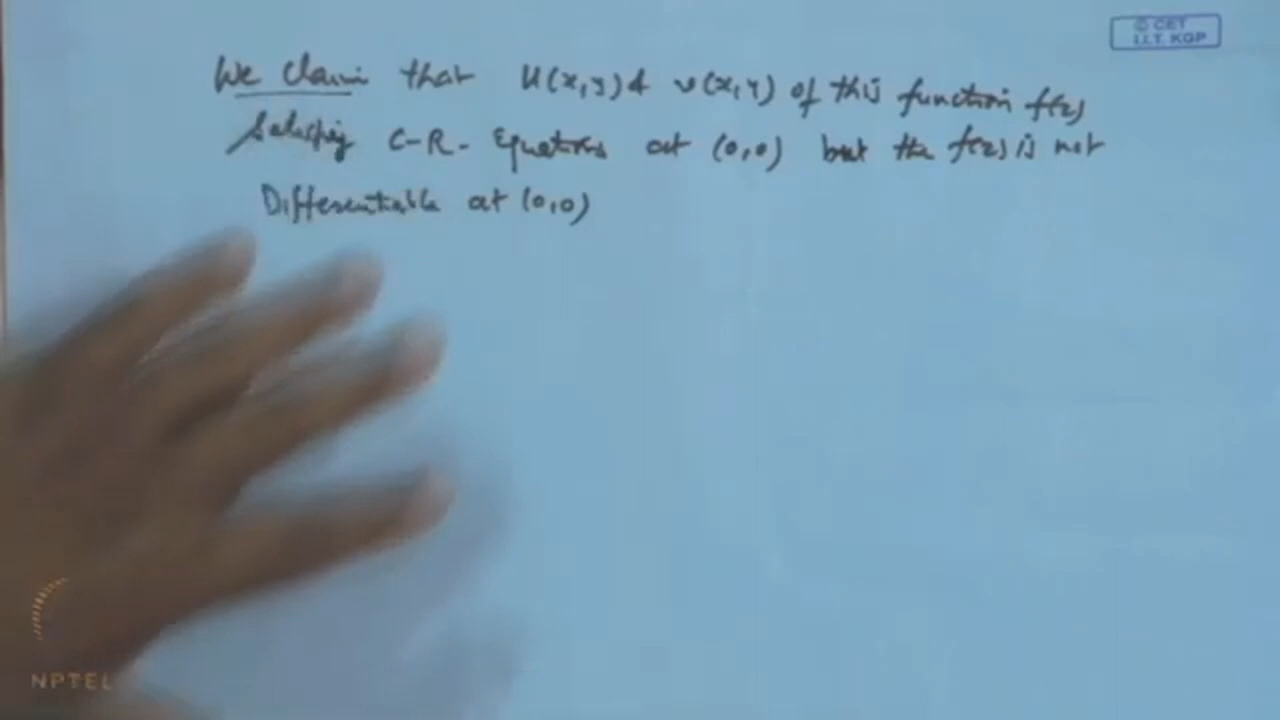 © CET
I.I.T. KGP
We claim that u(x,y) & v(x,y) of this function f(z)
Satisfying C-R. Equations at (0,0) but the f(z) is not
Differentiable at (0,0)
NPTEL